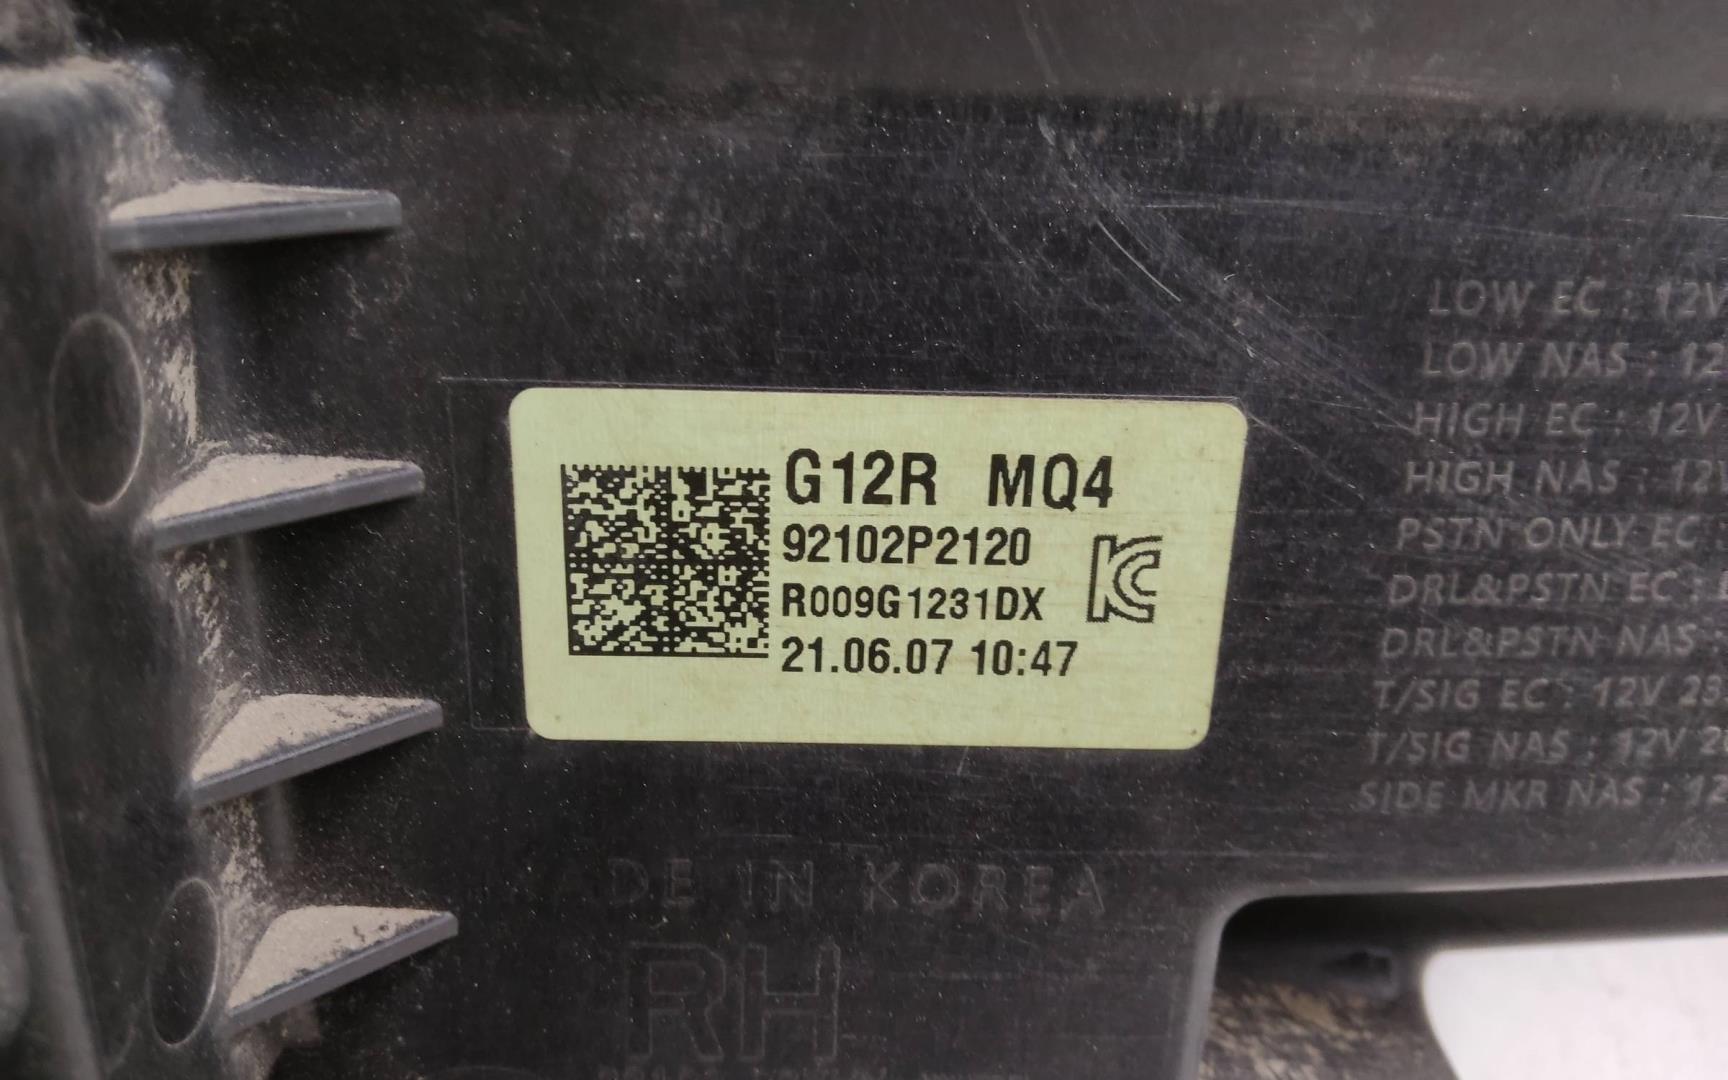 G12R MQ4
92102P2120
R009G1231DX
21.06.07 10:47
KC
LOW EC : 12V
LOW NAS : 12
HIGH EC : 12V
HIGH NAS : 12V
PSTN ONLY EC :
DRL&PSTN EC :
DRL&PSTN NAS :
T/SIG EC : 12V
T/SIG NAS : 12V
SIDE MKR NAS : 12
ADE IN KOREA
RH